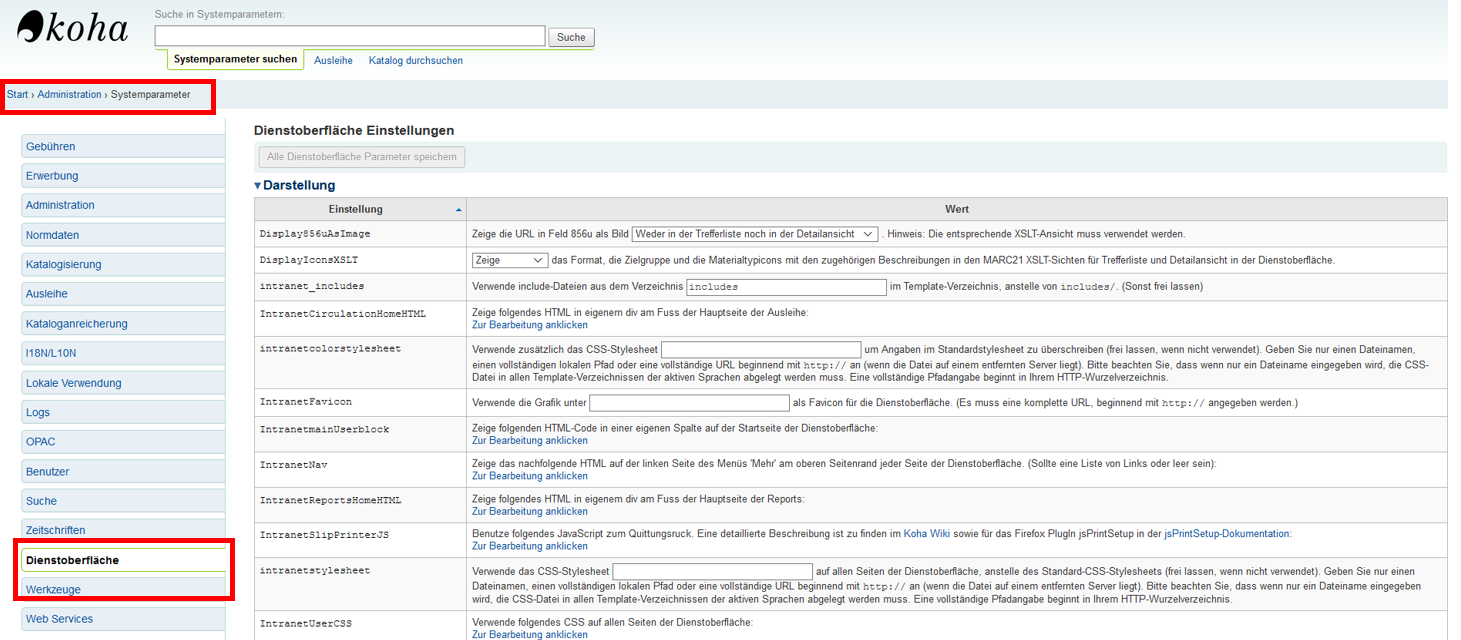 koha
Suche in Systemparametern:
Suche
Systemparameter suchen Ausleihe Katalog durchsuchen
Start › Administration › Systemparameter
Gebühren
Erwerbung
Administration
Normdaten
Katalogisierung
Ausleihe
Kataloganreicherung
I18N/L10N
Lokale Verwendung
Logs
OPAC
Benutzer
Suche
Zeitschriften
Dienstoberfläche
Werkzeuge
Web Services
Dienstoberfläche Einstellungen
Alle Dienstoberfläche Parameter speichern
Darstellung
Einstellung Wert
Display856uAsImage Zeige die URL in Feld 856u als Bild Weder in der Trefferliste noch in der Detailansicht . Hinweis: Die entsprechende XSLT-Ansicht muss verwendet werden.
DisplayIconsXSLT Zeige das Format, die Zielgruppe und die Materialtypicons mit den zugehörigen Beschreibungen in den MARC21 XSLT-Sichten für Trefferliste und Detailansicht in der Dienstoberfläche.
intranet_includes Verwende include-Dateien aus dem Verzeichnis includes im Template-Verzeichnis, anstelle von includes/. (Sonst frei lassen)
IntranetCirculationHomeHTML Zeige folgendes HTML in eigenem div am Fuss der Hauptseite der Ausleihe:
Zur Bearbeitung anklicken
intranetcolorstylesheet Verwende zusätzlich das CSS-Stylesheet um Angaben im Standardstylesheet zu überschreiben (frei lassen, wenn nicht verwendet). Geben Sie nur einen Dateinamen,
einen vollständigen lokalen Pfad oder eine vollständige URL beginnend mit http:// an (wenn die Datei auf einem entfernten Server liegt). Bitte beachten Sie, dass wenn nur ein Dateiname eingegeben wird, die CSS-
Datei in allen Template-Verzeichnissen der aktiven Sprachen abgelegt werden muss. Eine vollständige Pfadangabe beginnt in Ihrem HTTP-Wurzelverzeichnis.
IntranetFavicon Verwende die Grafik unter als Favicon für die Dienstoberfläche. (Es muss eine komplette URL, beginnend mit http:// angegeben werden.)
IntranetmainUserblock Zeige folgenden HTML-Code in einer eigenen Spalte auf der Startseite der Dienstoberfläche:
Zur Bearbeitung anklicken
IntranetNav Zeige das nachfolgende HTML auf der linken Seite des Menüs 'Mehr' am oberen Seitenrand jeder Seite der Dienstoberfläche. (Sollte eine Liste von Links oder leer sein):
Zur Bearbeitung anklicken
IntranetReportsHomeHTML Zeige folgendes HTML in eigenem div am Fuss der Hauptseite der Reports:
Zur Bearbeitung anklicken
IntranetSlipPrinterJS Benutze folgendes JavaScript zum Quittungsruck. Eine detaillierte Beschreibung ist zu finden im Koha Wiki sowie für das Firefox PlugIn jsPrintSetup in der jsPrintSetup-Dokumentation:
Zur Bearbeitung anklicken
intranetstylesheet Verwende das CSS-Stylesheet auf allen Seiten der Dienstoberfläche, anstelle des Standard-CSS-Stylesheets (frei lassen, wenn nicht verwendet). Geben Sie nur einen
Dateinamen, einen vollständigen lokalen Pfad oder eine vollständige URL beginnend mit http:// an (wenn die Datei auf einem entfernten Server liegt). Bitte beachten Sie, dass wenn nur ein Dateiname eingegeben
wird, die CSS-Datei in allen Template-Verzeichnissen der aktiven Sprachen abgelegt werden muss. Eine vollständige Pfadangabe beginnt in Ihrem HTTP-Wurzelverzeichnis.
IntranetUserCSS Verwende folgendes CSS auf allen Seiten der Dienstoberfläche:
Zur Bearbeitung anklicken